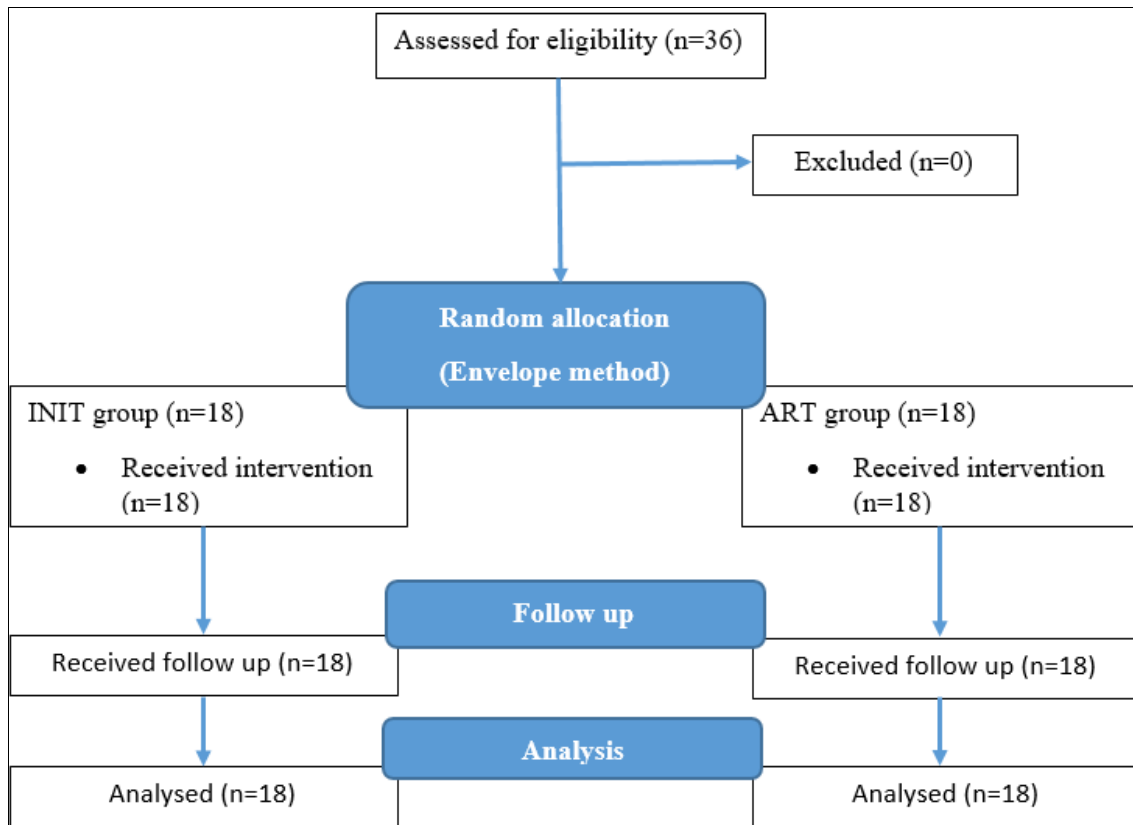 Assessed for eligibility (n=36)
Excluded (n=0)
Random allocation
(Envelope method)
INIT group (n=18)
• Received intervention
(n=18)
ART group (n=18)
• Received intervention
(n=18)
Follow up
Received follow up (n=18)
Received follow up (n=18)
Analysis
Analysed (n=18)
Analysed (n=18)